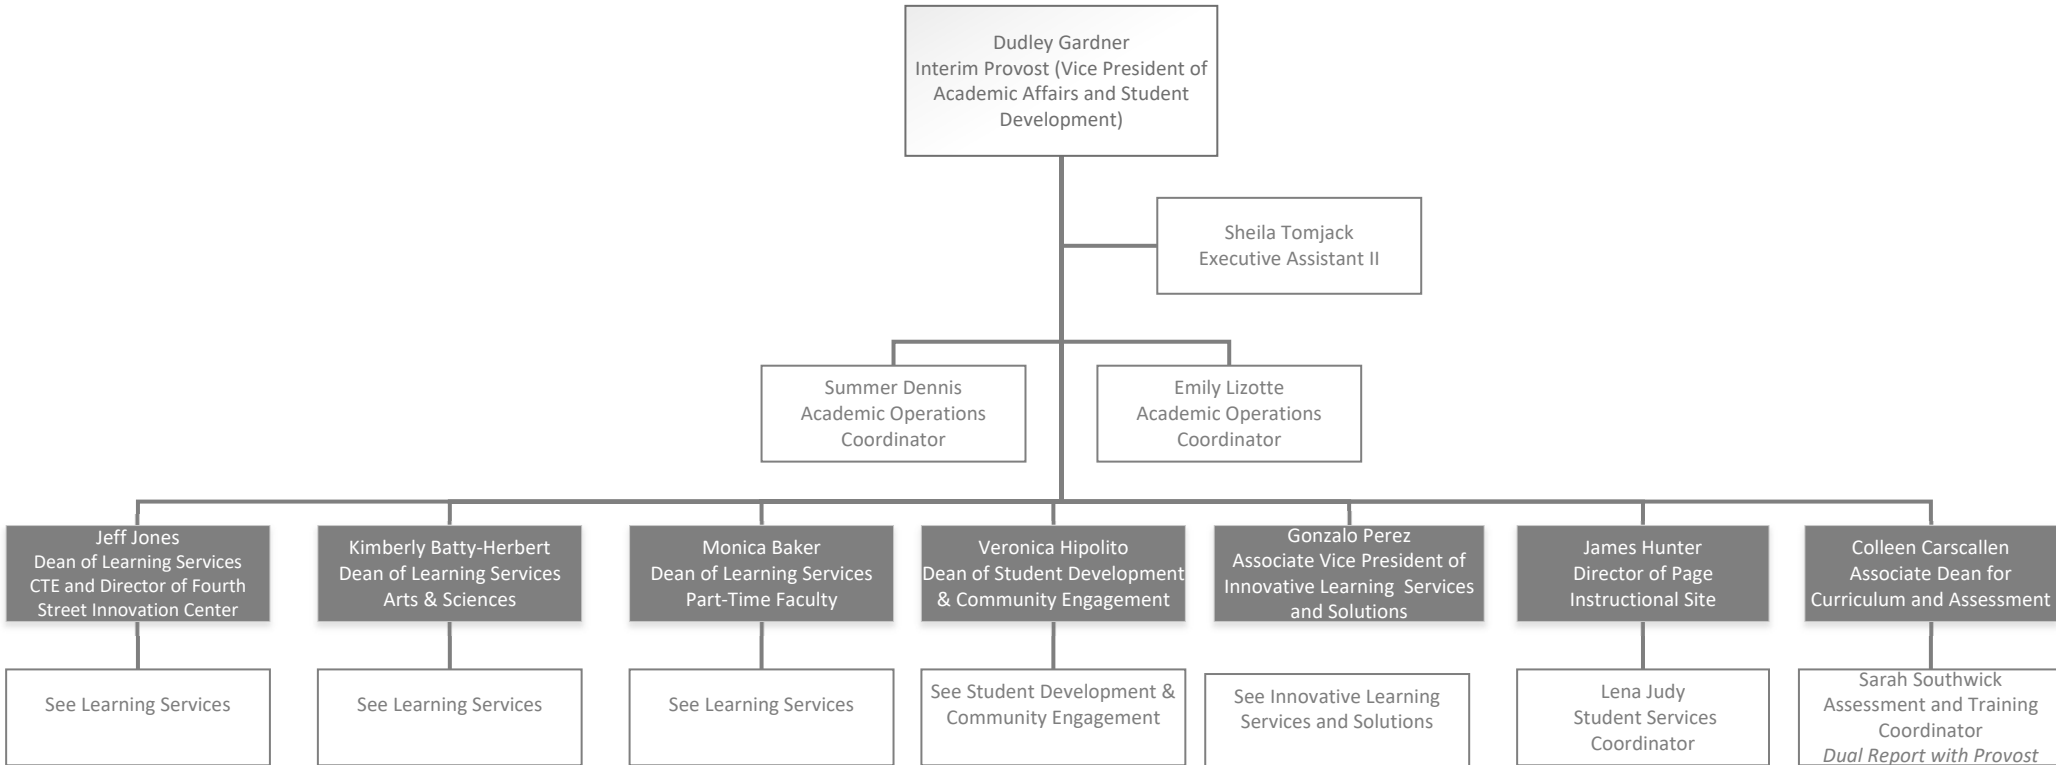 Dudley Gardner
Interim Provost (Vice President of
Academic Affairs and Student
Development)
Sheila Tomjack
Executive Assistant II
Summer Dennis
Academic Operations
Coordinator
Emily Lizotte
Academic Operations
Coordinator
Jeff Jones
Dean of Learning Services
CTE and Director of Fourth
Street Innovation Center
Kimberly Batty-Herbert
Dean of Learning Services
Arts & Sciences
Monica Baker
Dean of Learning Services
Part-Time Faculty
Veronica Hipolito
Dean of Student Development
& Community Engagement
Gonzalo Perez
Associate Vice President of
Innovative Learning Services
and Solutions
James Hunter
Director of Page
Instructional Site
Colleen Carscallen
Associate Dean for
Curriculum and Assessment
See Learning Services
See Learning Services
See Learning Services
See Student Development &
Community Engagement
See Innovative Learning
Services and Solutions
Lena Judy
Student Services
Coordinator
Sarah Southwick
Assessment and Training
Coordinator
Dual Report with Provost